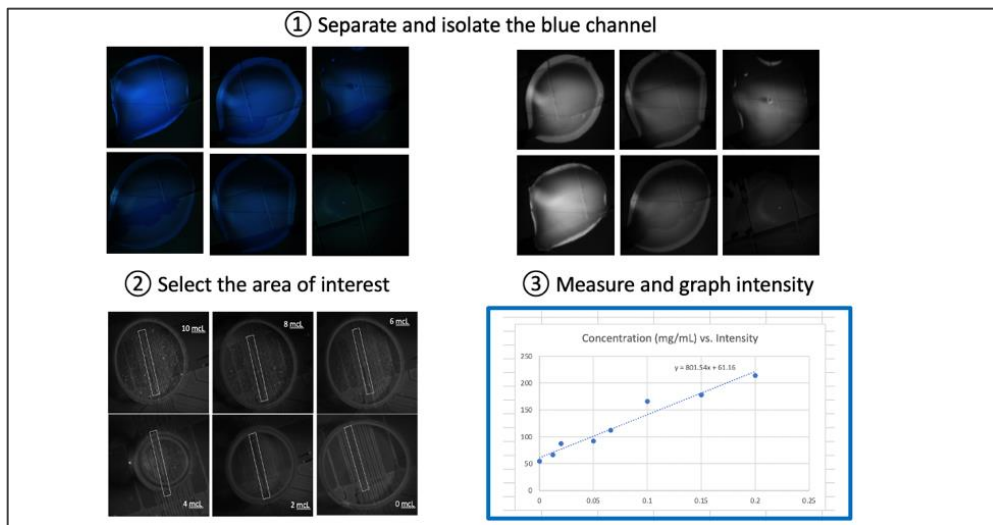 ① Separate and isolate the blue channel
② Select the area of interest
10 mcL
8 mcL
6 mcL
4 mcL
2 mcL
0 mcL
③ Measure and graph intensity
Concentration (mg/mL) vs. Intensity
y = 801.54x + 61.16
250
200
150
100
50
0
0 0.05 0.1 0.15 0.2 0.25